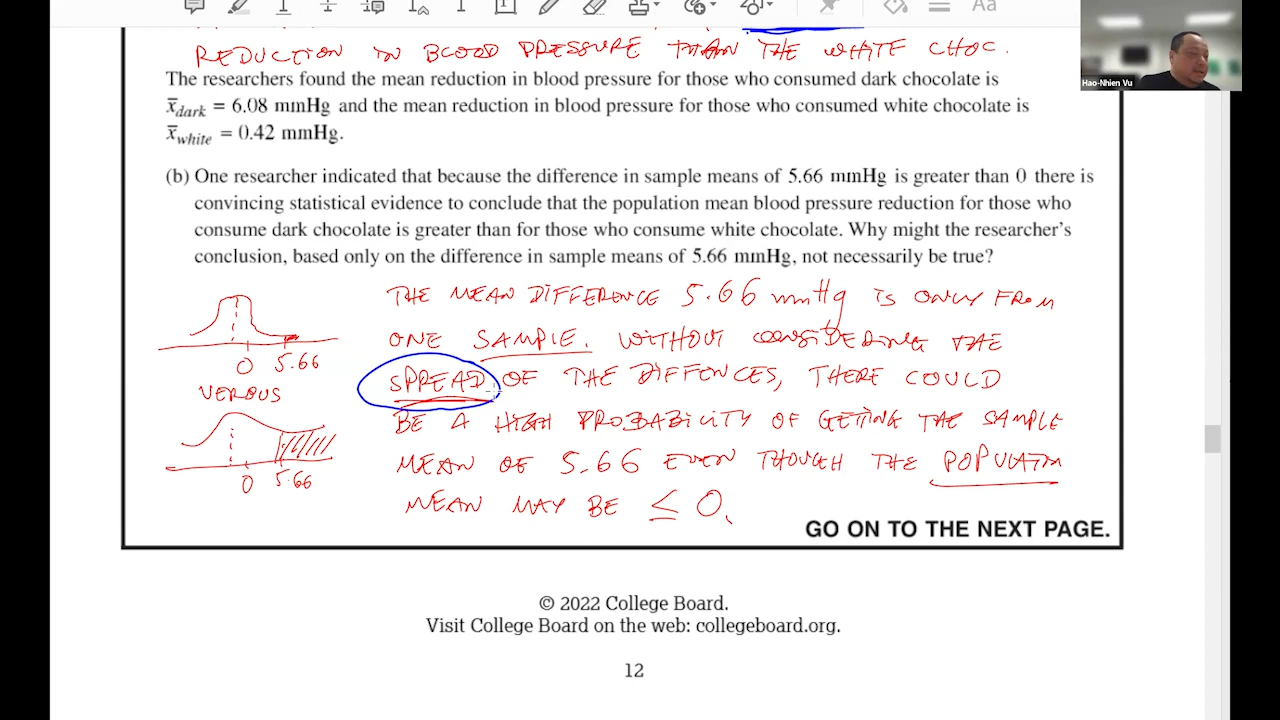 Aa
REDUCTION IN BLOOD PRESSURE THAN THE WHITE CHOC.
Hao-Nhien Vu
The researchers found the mean reduction in blood pressure for those who consumed dark chocolate is
x̄dark = 6.08 mmHg and the mean reduction in blood pressure for those who consumed white chocolate is
x̄white = 0.42 mmHg.
(b) One researcher indicated that because the difference in sample means of 5.66 mmHg is greater than 0 there is
convincing statistical evidence to conclude that the population mean blood pressure reduction for those who
consume dark chocolate is greater than for those who consume white chocolate. Why might the researcher's
conclusion, based only on the difference in sample means of 5.66 mmHg, not necessarily be true?
THE MEAN DIFFERENCE 5.66 mmHg IS ONLY FROM
ONE SAMPLE. WITHOUT CONSIDERING THE
SPREAD OF THE DIFFENCES, THERE COULD
BE A HIGH PROBABILITY OF GETING THE SAMPLE
MEAN OF 5.66 EVEN THOUGH THE POPULATN
MEAN MAY BE ≤ 0.
0 5.66
VEROUS
0 5.66
GO ON TO THE NEXT PAGE.
© 2022 College Board.
Visit College Board on the web: collegeboard.org.
12